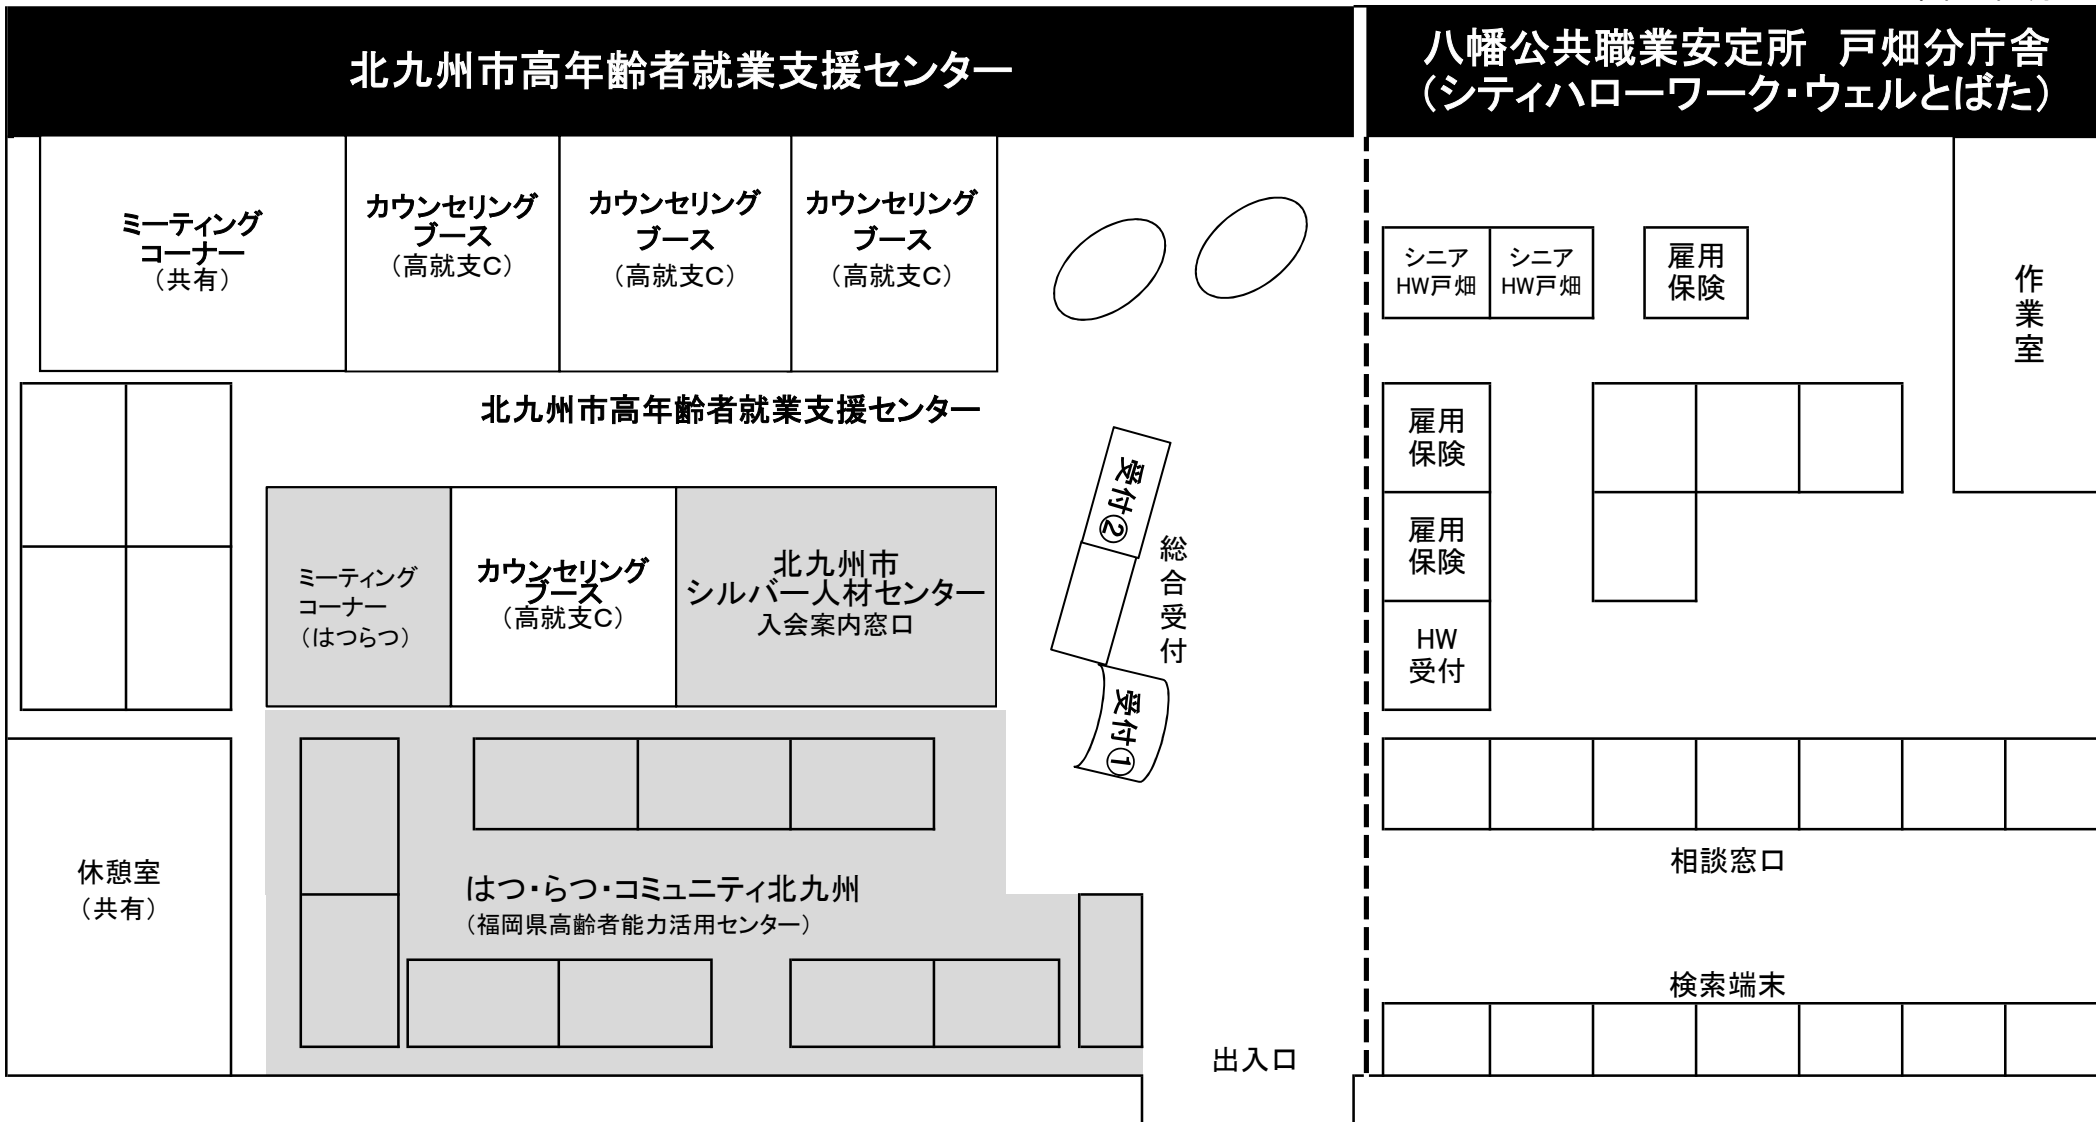 北九州市高年齢者就業支援センター
八幡公共職業安定所　戸畑分庁舎
（シティハローワーク・ウェルとばた）
ミーティング
コーナー
（共有）
カウンセリング
ブース
（高就支C）
カウンセリング
ブース
（高就支C）
カウンセリング
ブース
（高就支C）
シニア
HW戸畑
シニア
HW戸畑
雇用
保険
作業室
北九州市高年齢者就業支援センター
雇用
保険
雇用
保険
HW
受付
受付②
総合受付
受付①
ミーティング
コーナー
（はつらつ）
カウンセリング
ブース
（高就支C）
北九州市
シルバー人材センター
入会案内窓口
相談窓口
休憩室
（共有）
はつ・らつ・コミュニティ北九州
（福岡県高齢者能力活用センター）
検索端末
出入口